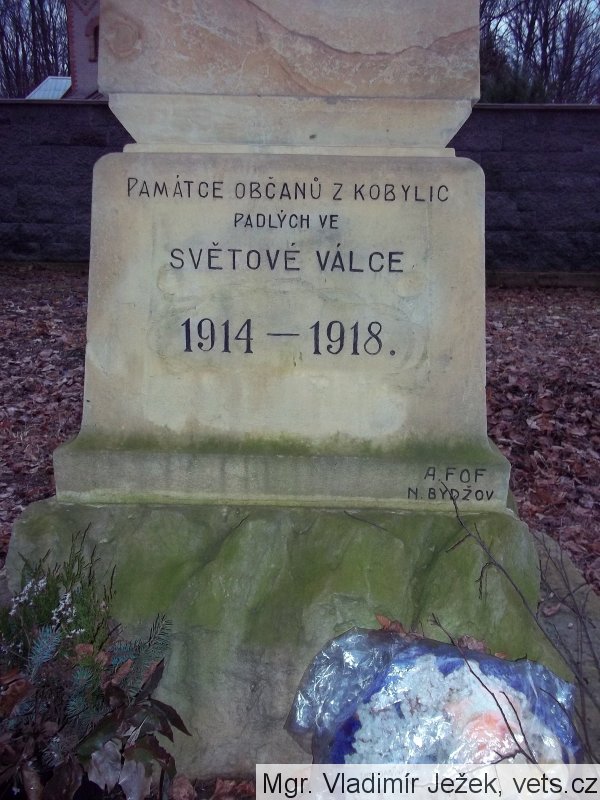 PAMÁTCE OBČANŮ Z KOBYLIC
PADLÝCH VE
SVĚTOVÉ VÁLCE
1914 — 1918.
A. FOF
N. BYDŽOV
Mgr. Vladimír Ježek, vets.cz